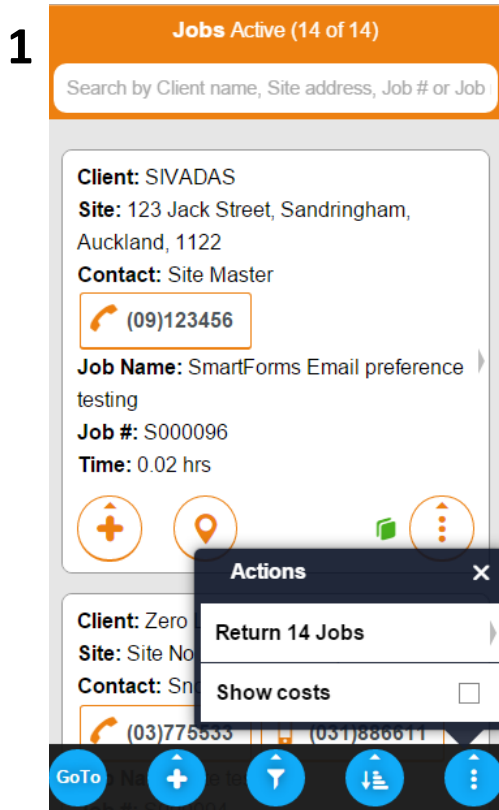 1
Jobs Active (14 of 14)
Search by Client name, Site address, Job # or Job
Client: SIVADAS
Site: 123 Jack Street, Sandringham,
Auckland, 1122
Contact: Site Master
(09)123456
Job Name: SmartForms Email preference
testing
Job #: S000096
Time: 0.02 hrs
Actions
Client: Zero
Return 14 Jobs
Site: Site No
Contact: Sn
Show costs
(03)775533 (031)886611
GoTo